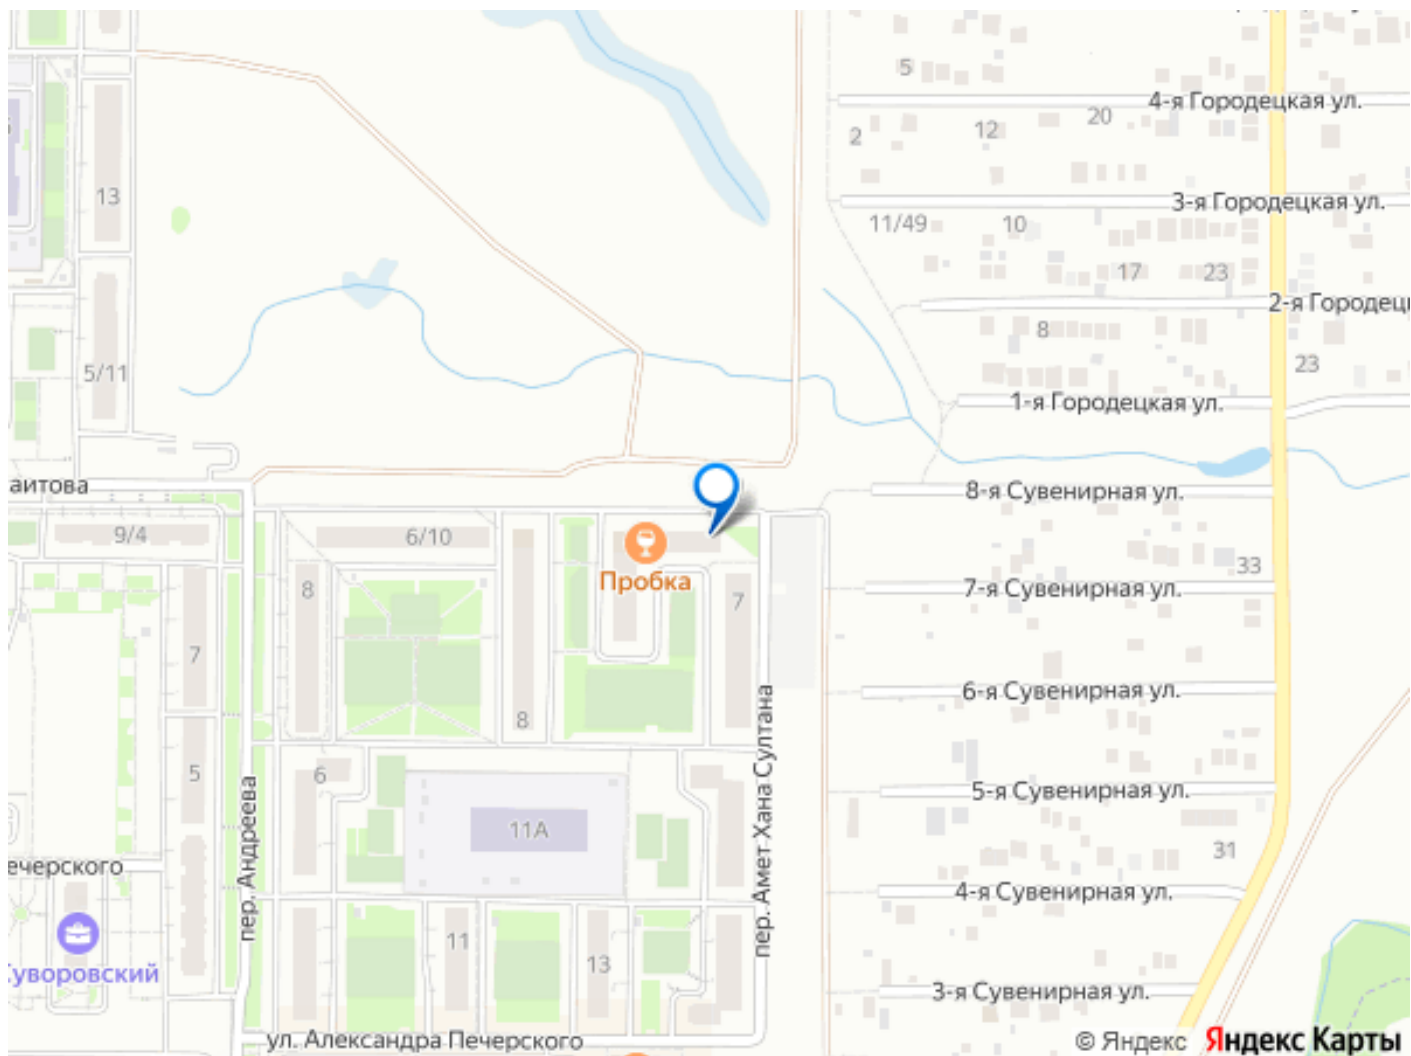 5
4-я Городецкая ул.
20
12
2
13
3-я Городецкая ул.
11/49
10
17
23
2-я Городец
8
5/11
23
1-я Городецкая ул.
аитова
8-я Сувенирная ул.
9/4
6/10
33
Пробка
8
7
7-я Сувенирная ул.
7
6-я Сувенирная ул.
8
пер. Амет Хана Султана
6
5
пер. Андреева
5-я Сувенирная ул.
11А
31
ечерского
4-я Сувенирная ул.
11
13
уворовский
3-я Сувенирная ул.
ул. Александра Печерского
© Яндекс Яндекс Карты